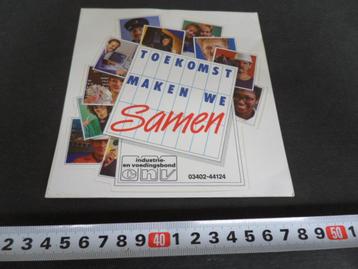 TOEKOMST
MAKEN WE
Samen
industrie-
en voedingsbond
cnv
03402-44124
1 2 3 4 5 6 7 8 9 40 1 2 3 4 5 6 7 8 9 50 1